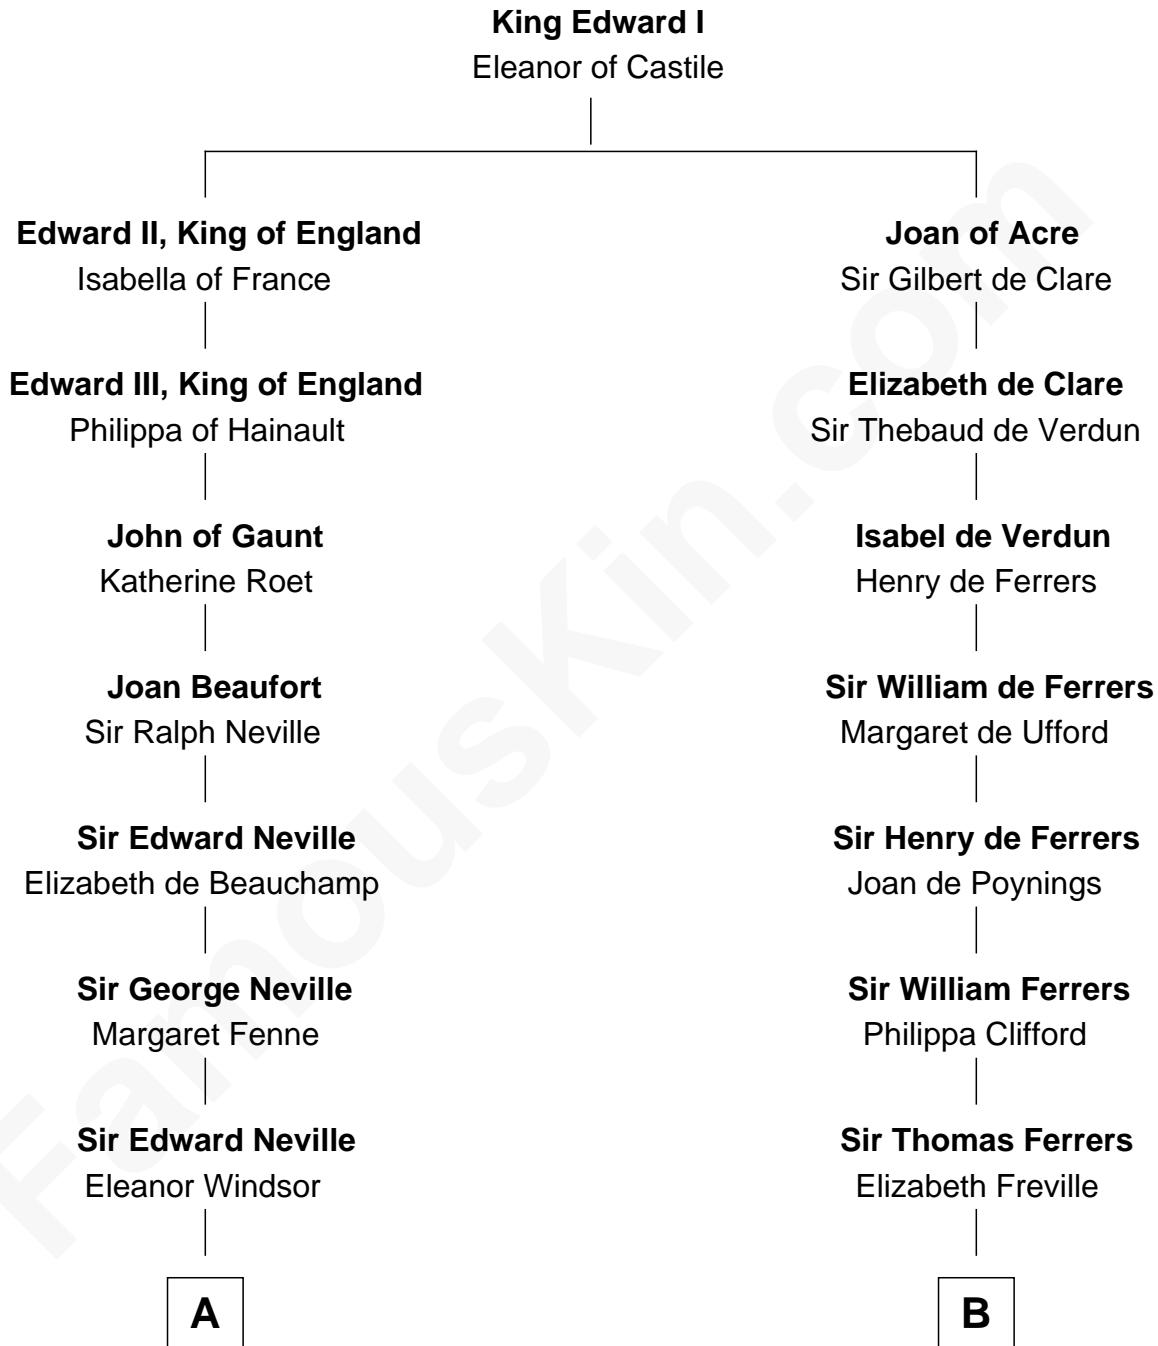 King Edward I
Eleanor of Castile
Edward II, King of England
Isabella of France
Joan of Acre
Sir Gilbert de Clare
Edward III, King of England
Philippa of Hainault
Elizabeth de Clare
Sir Thebaud de Verdun
John of Gaunt
Katherine Roet
Isabel de Verdun
Henry de Ferrers
Joan Beaufort
Sir Ralph Neville
Sir William de Ferrers
Margaret de Ufford
Sir Edward Neville
Elizabeth de Beauchamp
Sir Henry de Ferrers
Joan de Poynings
Sir George Neville
Margaret Fenne
Sir William Ferrers
Philippa Clifford
Sir Edward Neville
Eleanor Windsor
Sir Thomas Ferrers
Elizabeth Freville
A
B
FamousKin.com